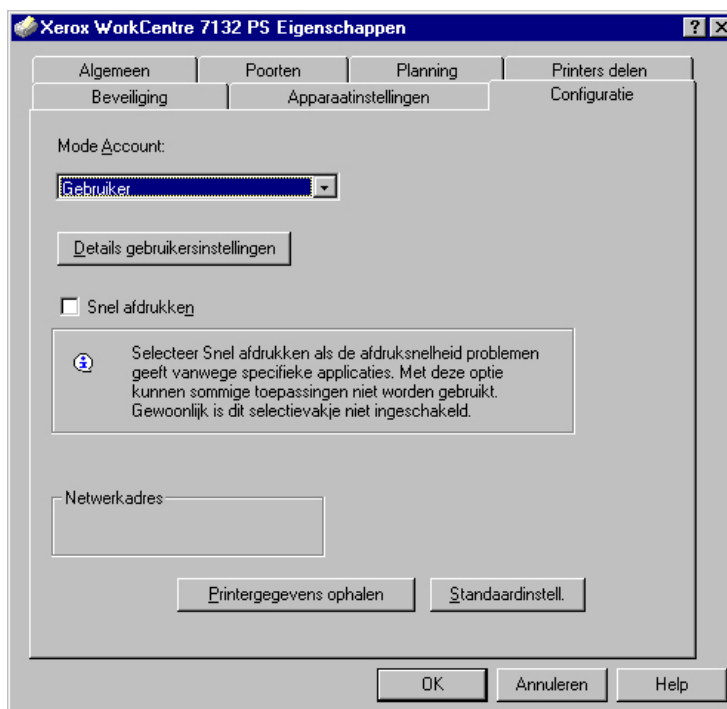 Xerox WorkCentre 7132 PS Eigenschappen
Algemeen
Poorten
Planning
Printers delen
Beveiliging
Apparaatinstellingen
Configuratie
Mode Account:
Gebruiker
Details gebruikersinstellingen
Snel afdrukken
Selecteer Snel afdrukken als de afdruksnelheid problemen
geeft vanwege specifieke applicaties. Met deze optie
kunnen sommige toepassingen niet worden gebruikt.
Gewoonlijk is dit selectievakje niet ingeschakeld.
Netwerkadres
Printergegevens ophalen
Standaardinstell.
OK
Annuleren
Help